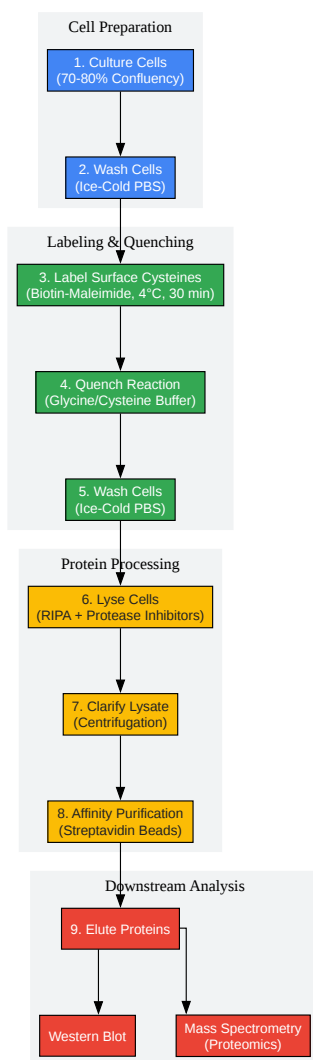 Cell Preparation
1. Culture Cells
(70-80% Confluency)
2. Wash Cells
(Ice-Cold PBS)
Labeling & Quenching
3. Label Surface Cysteines
(Biotin-Maleimide, 4°C, 30 min)
4. Quench Reaction
(Glycine/Cysteine Buffer)
5. Wash Cells
(Ice-Cold PBS)
Protein Processing
6. Lyse Cells
(RIPA + Protease Inhibitors)
7. Clarify Lysate
(Centrifugation)
8. Affinity Purification
(Streptavidin Beads)
Downstream Analysis
9. Elute Proteins
Western Blot
Mass Spectrometry
(Proteomics)